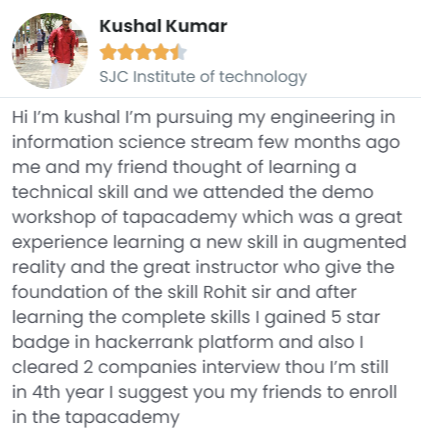 Kushal Kumar
SJC Institute of technology
Hi I'm kushal I'm pursuing my engineering in
information science stream few months ago
me and my friend thought of learning a
technical skill and we attended the demo
workshop of tapacademy which was a great
experience learning a new skill in augmented
reality and the great instructor who give the
foundation of the skill Rohit sir and after
learning the complete skills I gained 5 star
badge in hackerrank platform and also I
cleared 2 companies interview thou I'm still
in 4th year I suggest you my friends to enroll
in the tapacademy